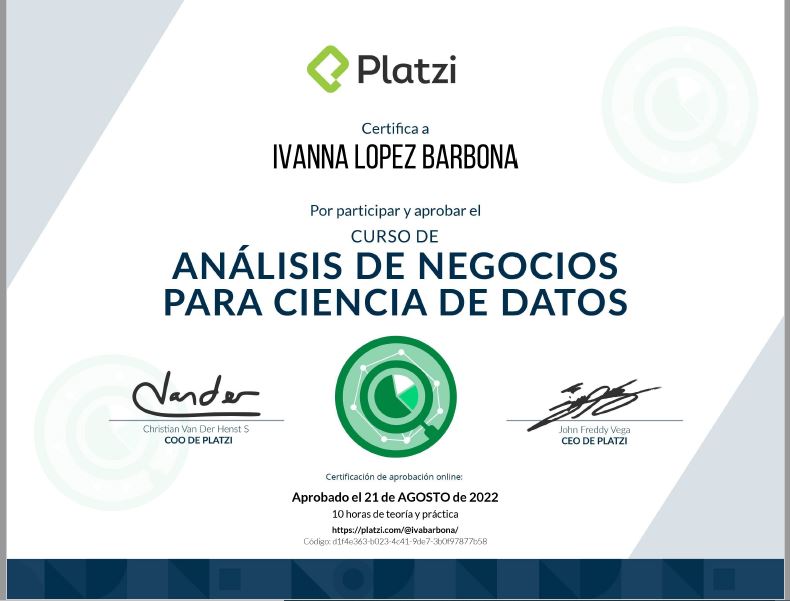 Platzi
Certifica a
IVANNA LOPEZ BARBONA
Por participar y aprobar el
CURSO DE
ANÁLISIS DE NEGOCIOS
PARA CIENCIA DE DATOS
Vander
Christian Van Der Henst S
COO DE PLATZI
John Freddy Vega
CEO DE PLATZI
Certificación de aprobación online:
Aprobado el 21 de AGOSTO de 2022
10 horas de teoría y práctica
https://platzi.com/@ivabarbona/
Código: d1f4e363-b023-4c41-9de7-3b0f97877b58